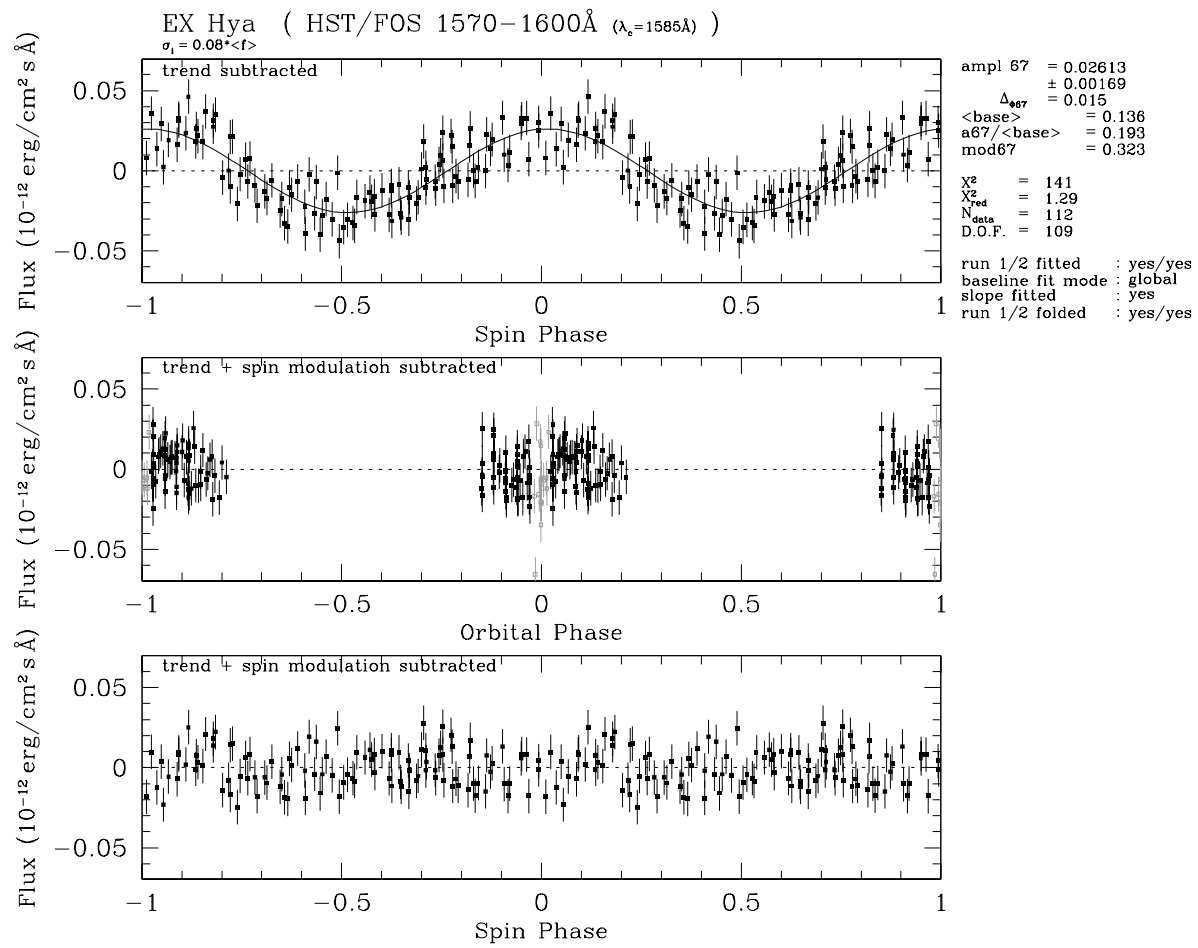 EX Hya ( HST/FOS 1570−1600Å (λc=1585Å) )
σi = 0.08*<f>
trend subtracted
Flux (10−12 erg/cm2 s Å)
0.05
0
−0.05
−1 −0.5 0 0.5 1
Spin Phase
ampl 67 = 0.02613
± 0.00169
ΔΦ67 = 0.015
<base> = 0.136
a67/<base> = 0.193
mod67 = 0.323
X2 = 141
X2red = 1.29
Ndata = 112
D.O.F. = 109
run 1/2 fitted : yes/yes
baseline fit mode : global
slope fitted : yes
run 1/2 folded : yes/yes
trend + spin modulation subtracted
Flux (10−12 erg/cm2 s Å)
0.05
0
−0.05
−1 −0.5 0 0.5 1
Orbital Phase
trend + spin modulation subtracted
Flux (10−12 erg/cm2 s Å)
0.05
0
−0.05
−1 −0.5 0 0.5 1
Spin Phase